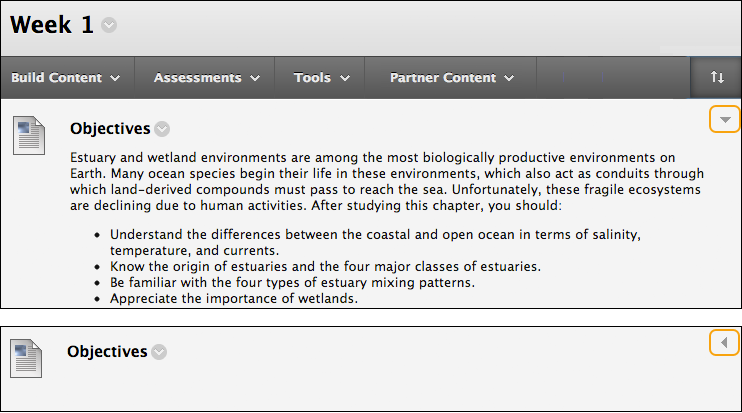 Week 1
Build Content Assessments Tools Partner Content
Objectives
Estuary and wetland environments are among the most biologically productive environments on
Earth. Many ocean species begin their life in these environments, which also act as conduits through
which land-derived compounds must pass to reach the sea. Unfortunately, these fragile ecosystems
are declining due to human activities. After studying this chapter, you should:
• Understand the differences between the coastal and open ocean in terms of salinity,
temperature, and currents.
• Know the origin of estuaries and the four major classes of estuaries.
• Be familiar with the four types of estuary mixing patterns.
• Appreciate the importance of wetlands.
Objectives